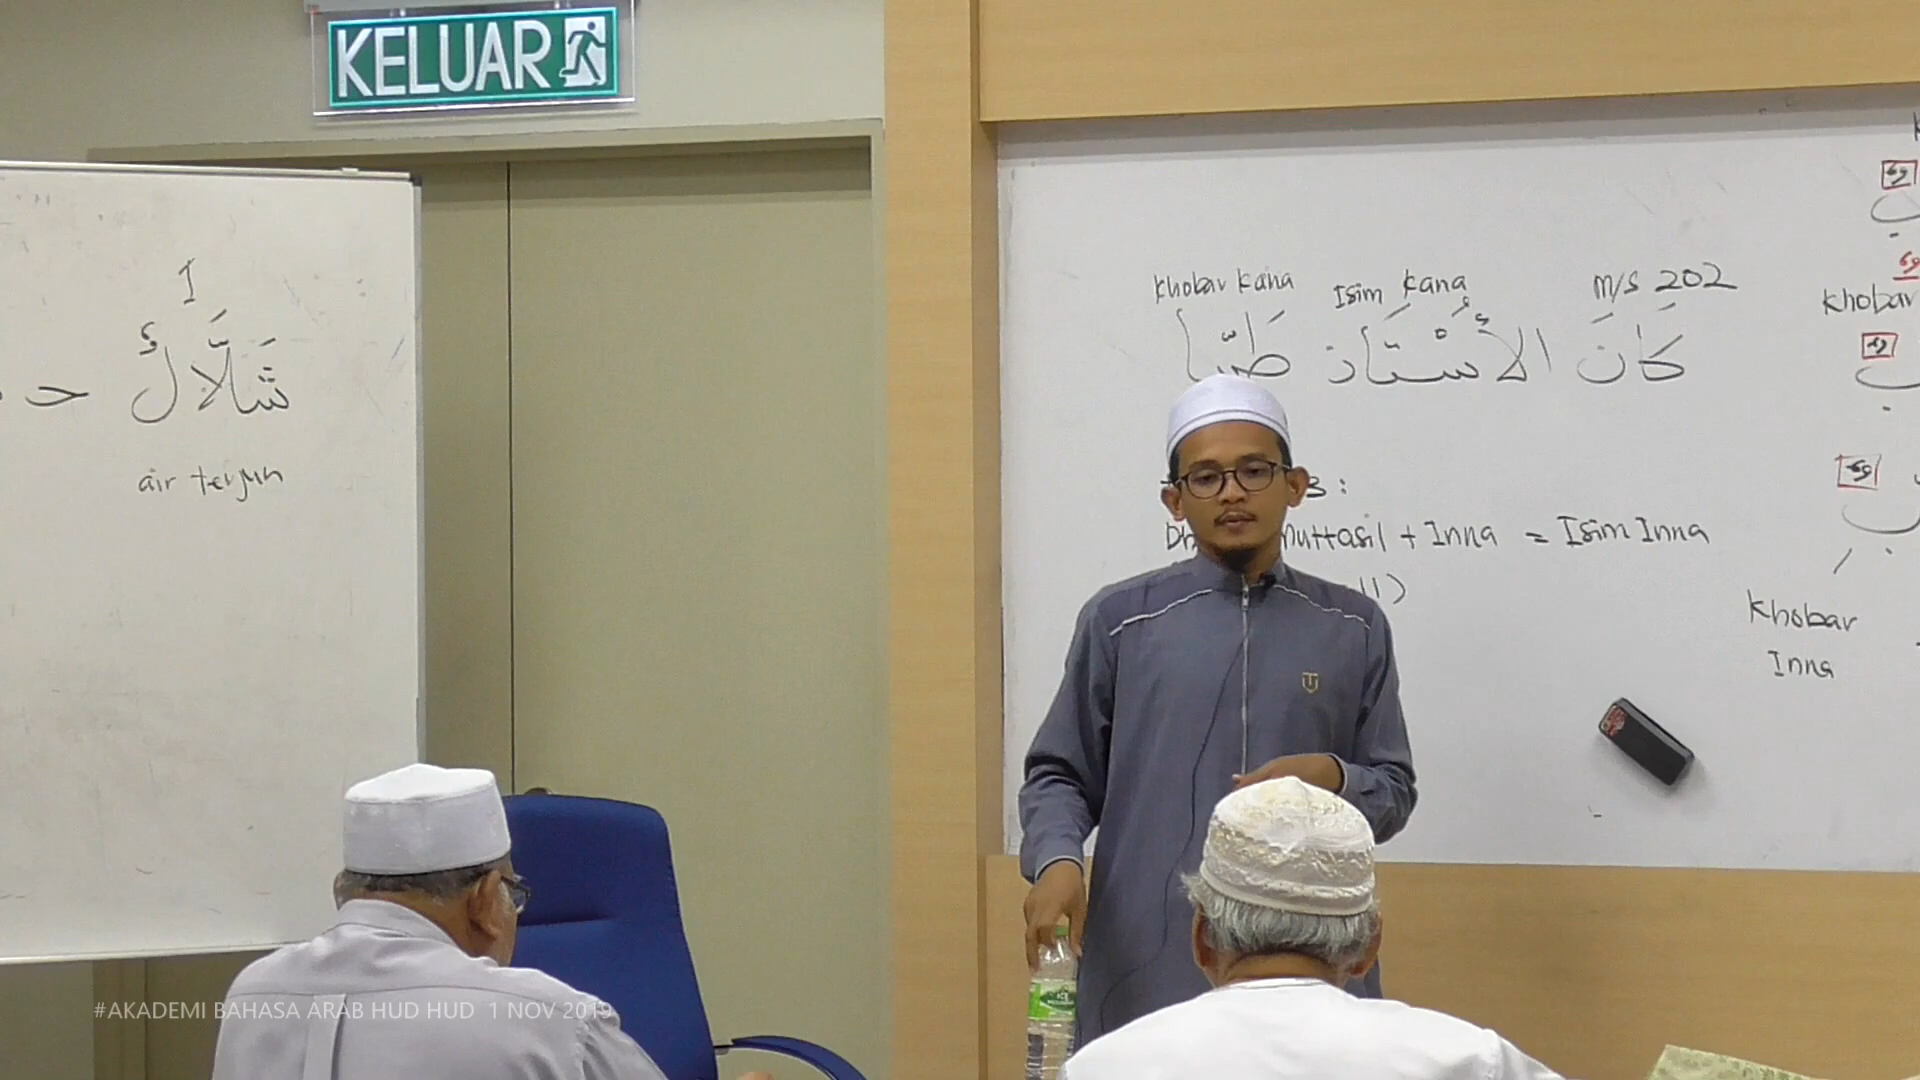 KELUAR
1
شَلَّالٌ
air terjun
Khobar Kana Isim Kana m/s 202
كَانَ الأُسْتَاذُ طَبِيْبًا
Khobar
muttasil + Inna = Isim Inna
Khobar
Inna
#AKADEMI BAHASA ARAB HUD HUD 1 NOV 2019